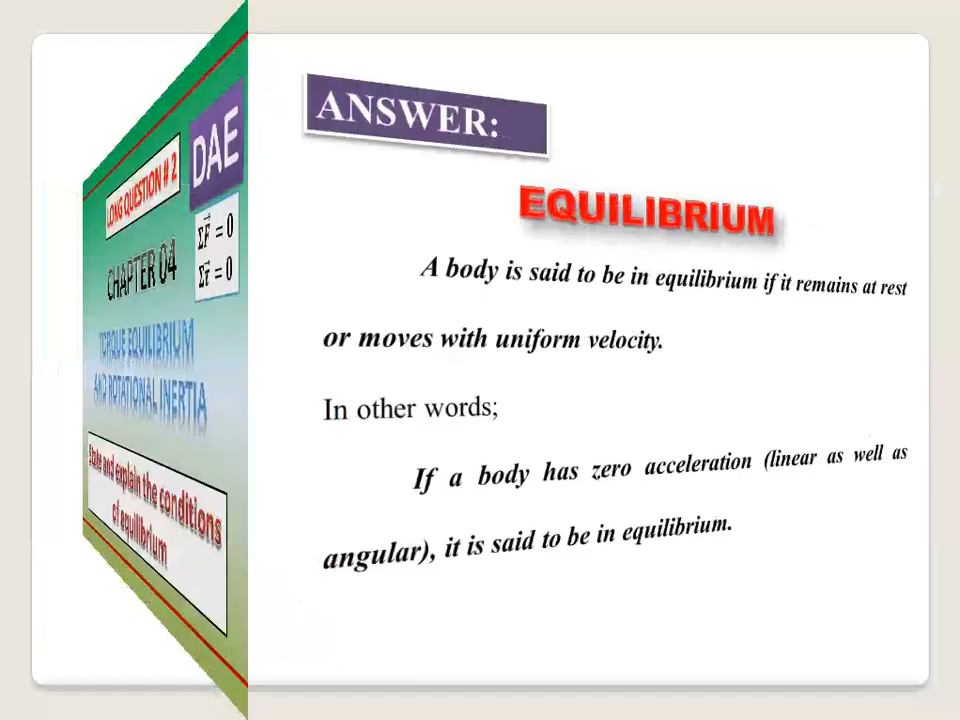 DAE
LONG QUESTION # 2
ΣF⃗ = 0
Στ⃗ = 0
CHAPTER 04
TORQUE EQUILIBRIUM
AND ROTATIONAL INERTIA
State and explain the conditions
of equilibrium
ANSWER:
EQUILIBRIUM
A body is said to be in equilibrium if it remains at rest
or moves with uniform velocity.
In other words;
If a body has zero acceleration (linear as well as
angular), it is said to be in equilibrium.